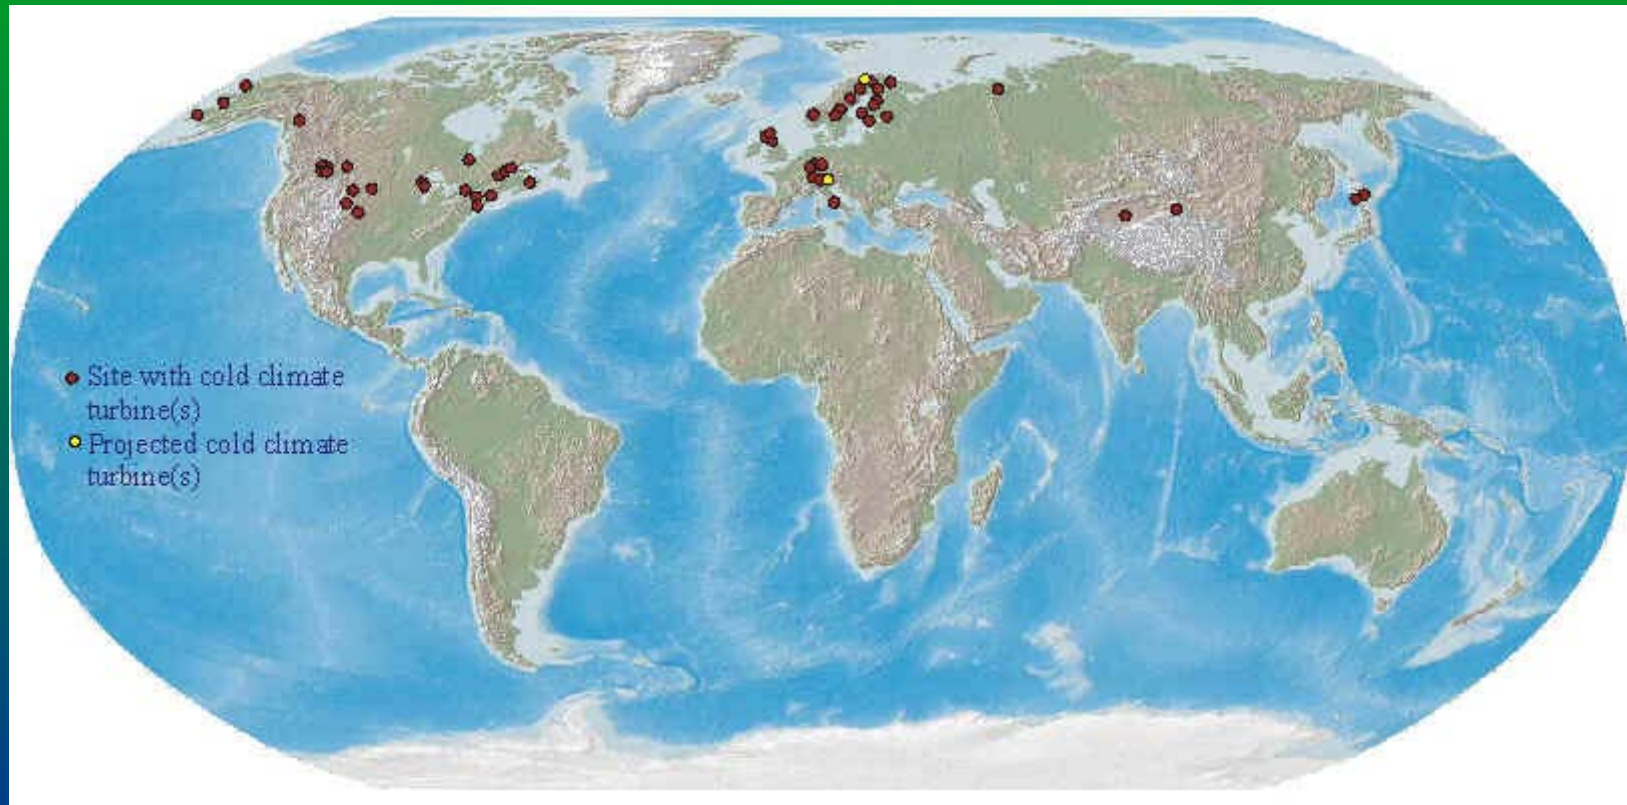 Site with cold climate
turbine(s)
Projected cold climate
turbine(s)